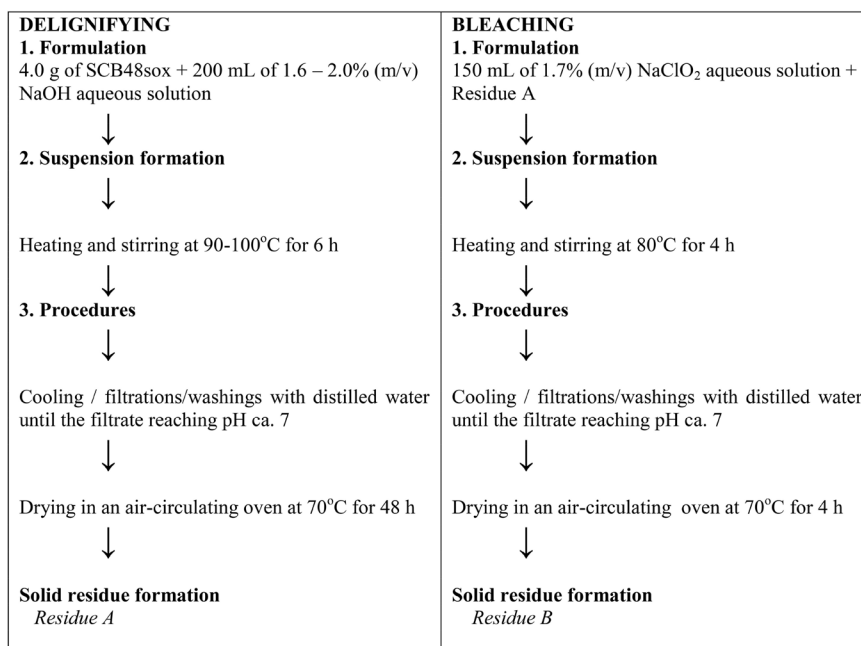 DELIGNIFYING
1. Formulation
4.0 g of SCB48sox + 200 mL of 1.6 – 2.0% (m/v)
NaOH aqueous solution
2. Suspension formation
Heating and stirring at 90-100°C for 6 h
3. Procedures
Cooling / filtrations/washings with distilled water
until the filtrate reaching pH ca. 7
Drying in an air-circulating oven at 70°C for 48 h
Solid residue formation
Residue A
BLEACHING
1. Formulation
150 mL of 1.7% (m/v) NaClO₂ aqueous solution +
Residue A
2. Suspension formation
Heating and stirring at 80°C for 4 h
3. Procedures
Cooling / filtrations/washings with distilled water
until the filtrate reaching pH ca. 7
Drying in an air-circulating oven at 70°C for 4 h
Solid residue formation
Residue B